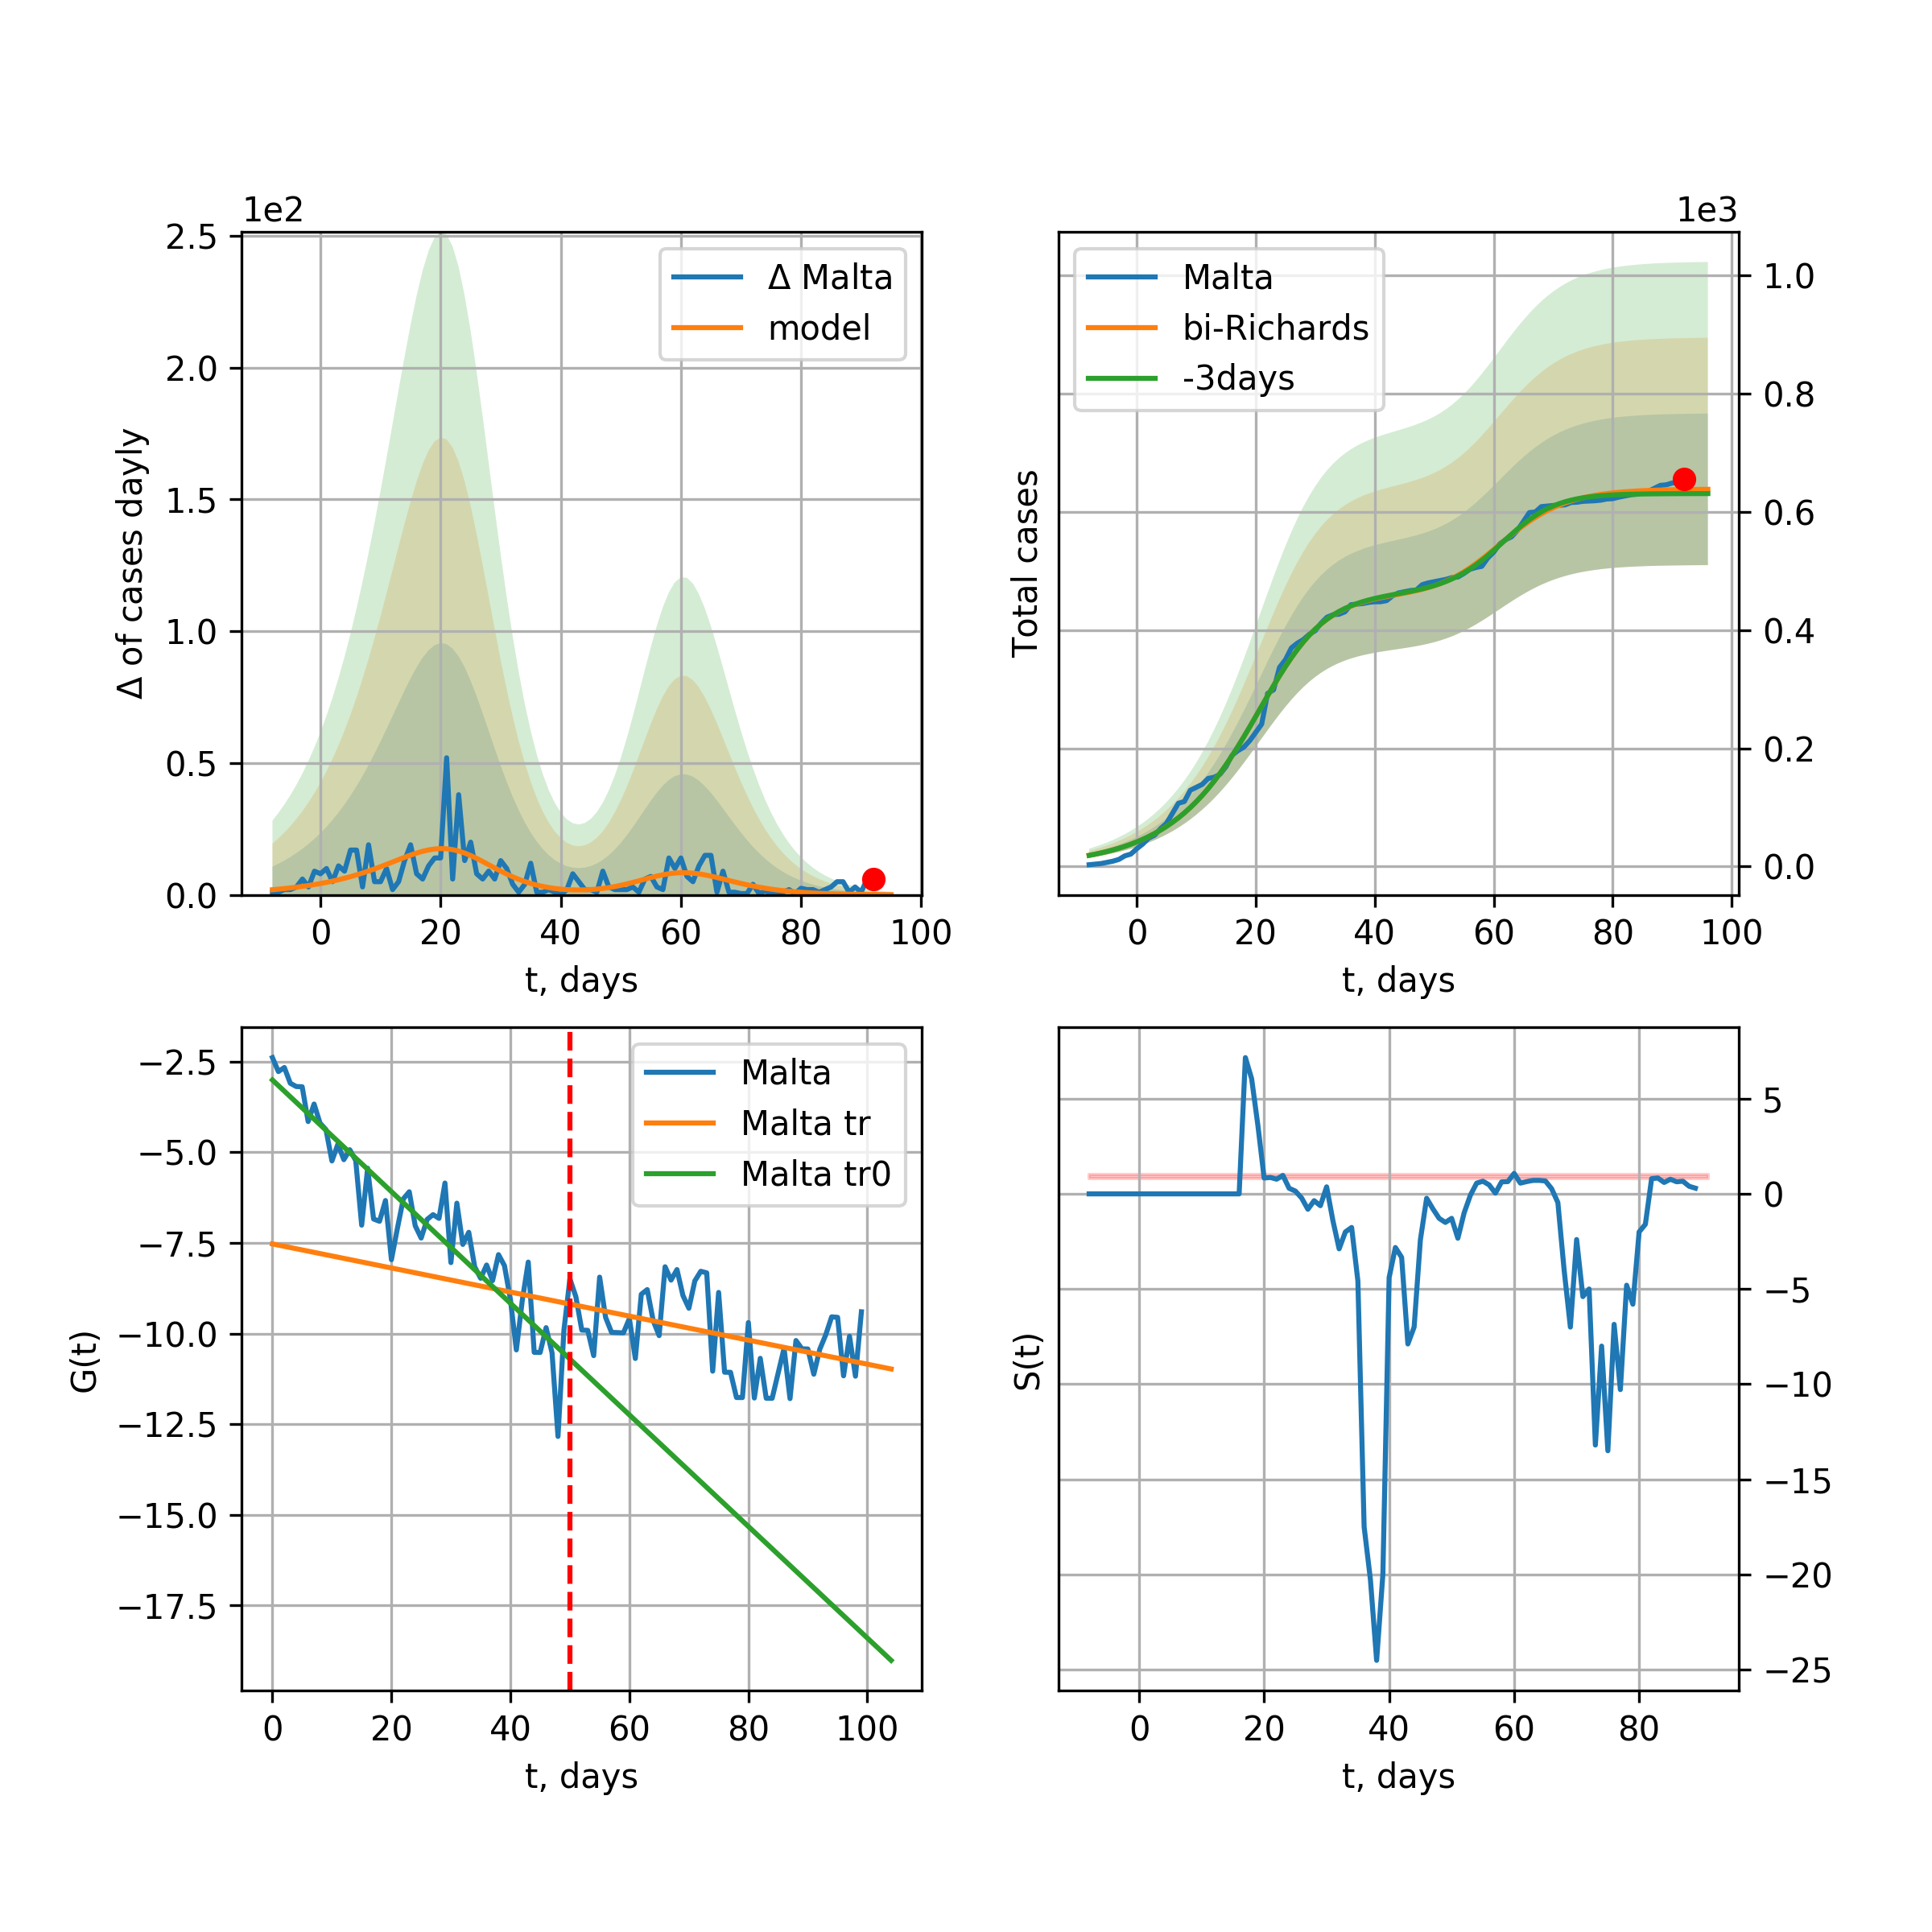 1e2
2.5
2.0
1.5
1.0
0.5
0.0
Δ of cases dayly
Δ Malta
model
0 20 40 60 80 100
t, days
1e3
Malta
bi-Richards
-3days
Total cases
1.0
0.8
0.6
0.4
0.2
0.0
0 20 40 60 80 100
t, days
−2.5
−5.0
−7.5
−10.0
−12.5
−15.0
−17.5
G(t)
Malta
Malta tr
Malta tr0
0 20 40 60 80 100
t, days
S(t)
5
0
−5
−10
−15
−20
−25
0 20 40 60 80
t, days